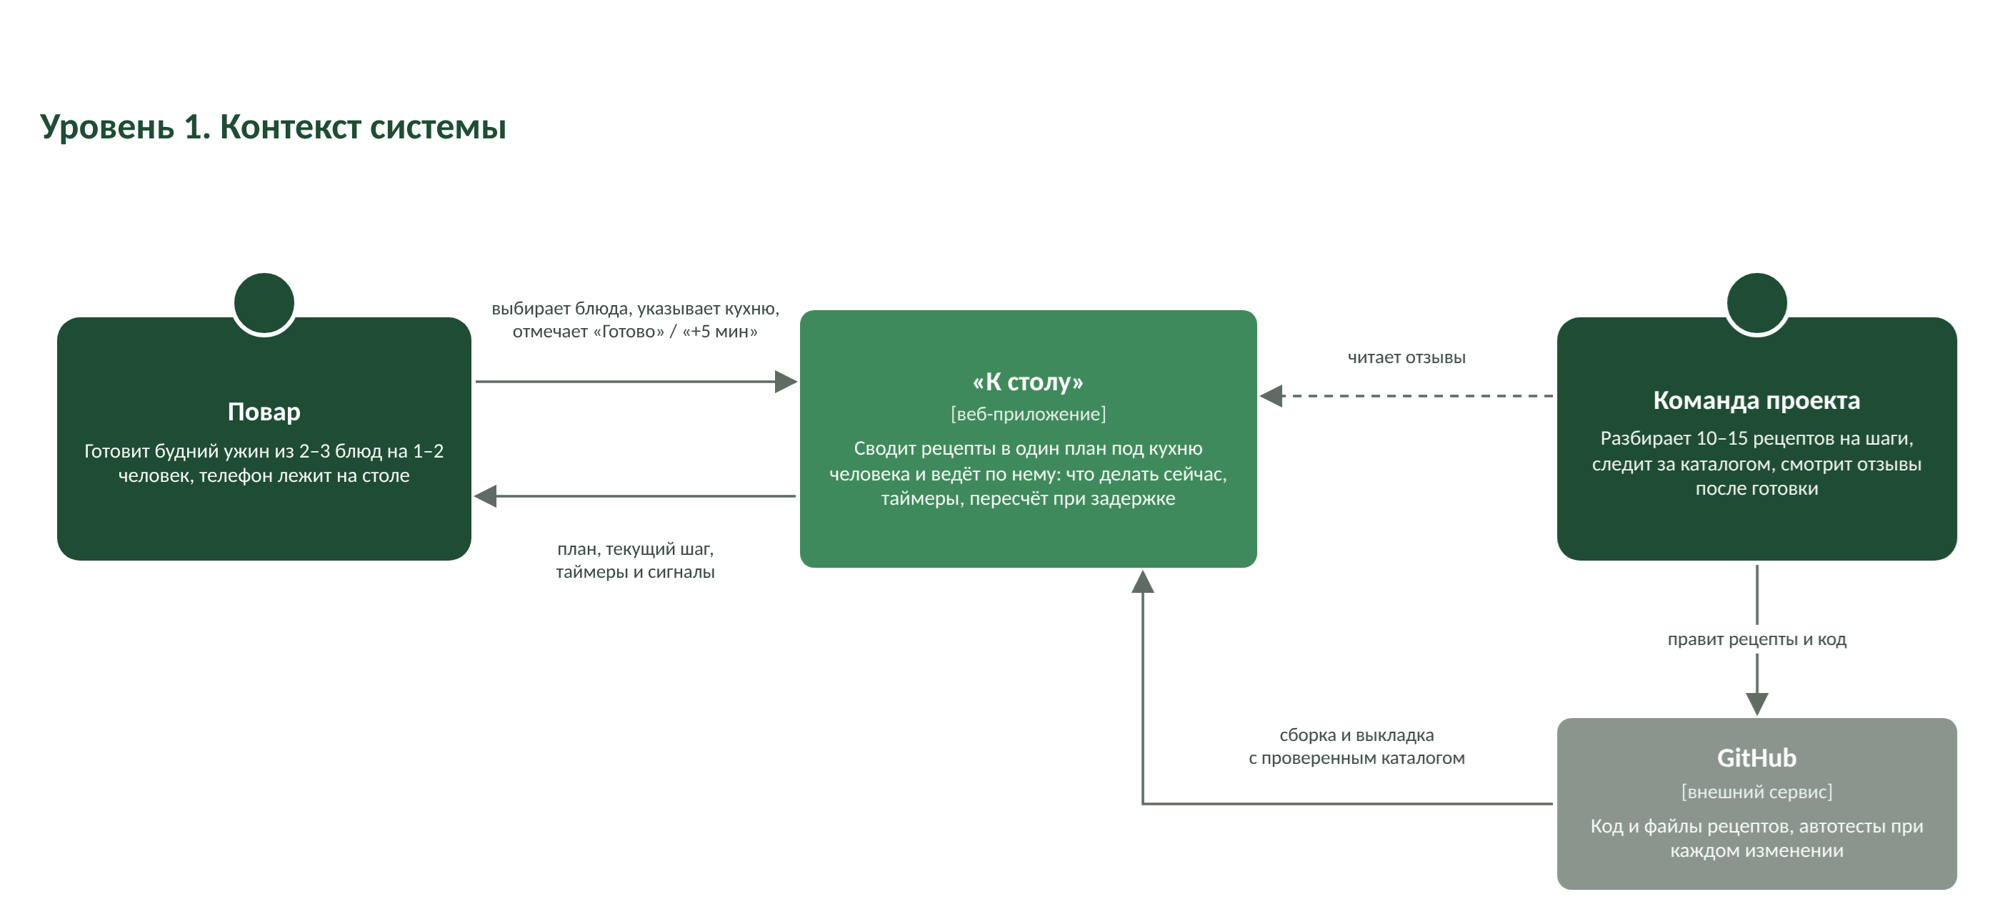 Уровень 1. Контекст системы
выбирает блюда, указывает кухню,
отмечает «Готово» / «+5 мин»
Повар
Готовит будний ужин из 2–3 блюд на 1–2
человек, телефон лежит на столе
план, текущий шаг,
таймеры и сигналы
«К столу»
[веб-приложение]
Сводит рецепты в один план под кухню
человека и ведёт по нему: что делать сейчас,
таймеры, пересчёт при задержке
читает отзывы
Команда проекта
Разбирает 10–15 рецептов на шаги,
следит за каталогом, смотрит отзывы
после готовки
правит рецепты и код
сборка и выкладка
с проверенным каталогом
GitHub
[внешний сервис]
Код и файлы рецептов, автотесты при
каждом изменении